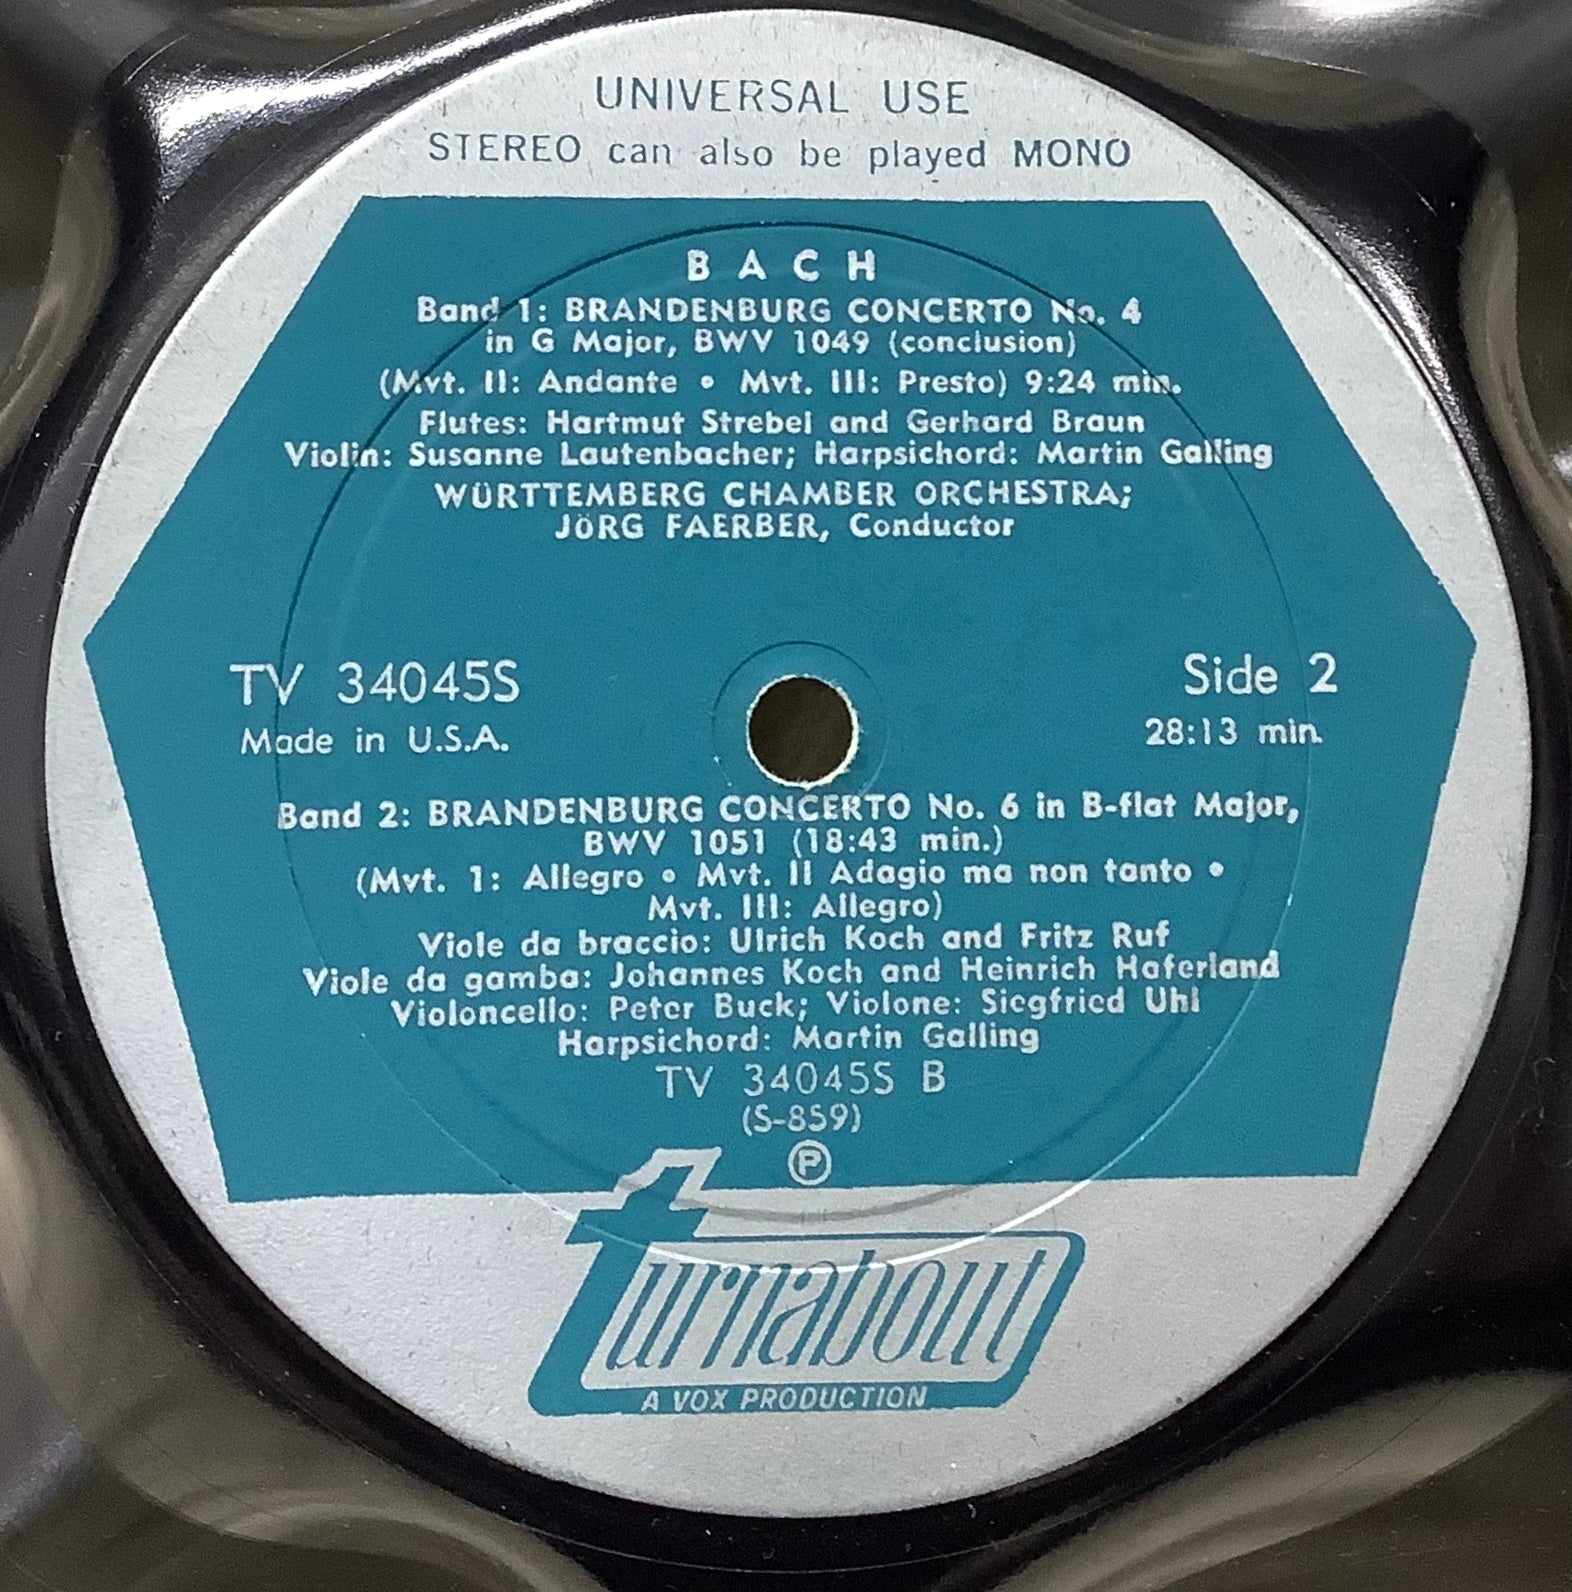 UNIVERSAL USE
STEREO can also be played MONO
BACH
Band 1: BRANDENBURG CONCERTO No. 4
in G Major, BWV 1049 (conclusion)
(Mvt. II: Andante • Mvt. III: Presto) 9:24 min.
Flutes: Hartmut Strebel and Gerhard Braun
Violin: Susanne Lautenbacher; Harpsichord: Martin Galling
WÜRTTEMBERG CHAMBER ORCHESTRA;
JÖRG FAERBER, Conductor
TV 34045S
Side 2
Made in U.S.A.
28:13 min.
Band 2: BRANDENBURG CONCERTO No. 6 in B-flat Major,
BWV 1051 (18:43 min.)
(Mvt. 1: Allegro • Mvt. II Adagio ma non tanto •
Mvt. III: Allegro)
Viole da braccio: Ulrich Koch and Fritz Ruf
Viole da gamba: Johannes Koch and Heinrich Haferland
Violoncello: Peter Buck; Violone: Siegfried Uhl
Harpsichord: Martin Galling
TV 34045S B
(S-859)
Ⓟ
turnabout
A VOX PRODUCTION